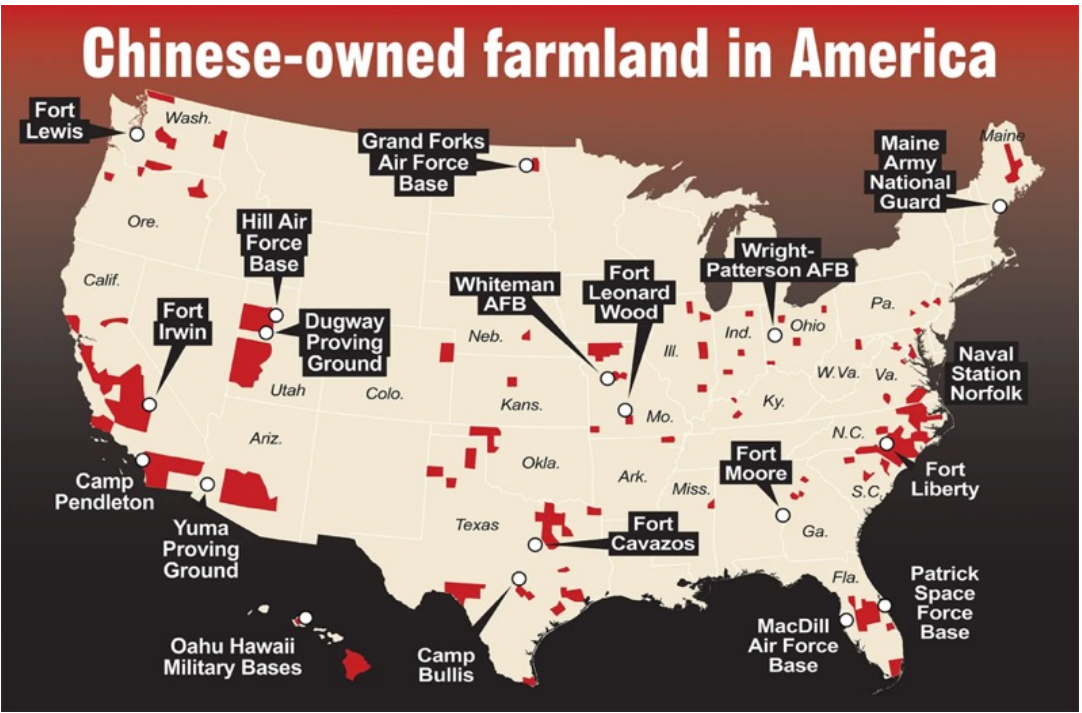 Chinese-owned farmland in America
Fort
Lewis
Wash.
Grand Forks
Air Force
Base
Maine
Maine
Army
National
Guard
Ore.
Hill Air
Force
Base
Wright-
Patterson AFB
Calif.
Fort
Irwin
Whiteman
AFB
Fort
Leonard
Wood
Pa.
Dugway
Proving
Ground
Neb.
Ind.
Ohio
Ill.
Naval
Station
Norfolk
Utah
Colo.
Kans.
Mo.
Ky.
W.Va.
Va.
Ariz.
Okla.
N.C.
Camp
Pendleton
Ark.
Miss.
Fort
Moore
S.C.
Fort
Liberty
Yuma
Proving
Ground
Texas
Fort
Cavazos
Ga.
Fla.
Patrick
Space
Force
Base
Oahu Hawaii
Military Bases
Camp
Bullis
MacDill
Air Force
Base